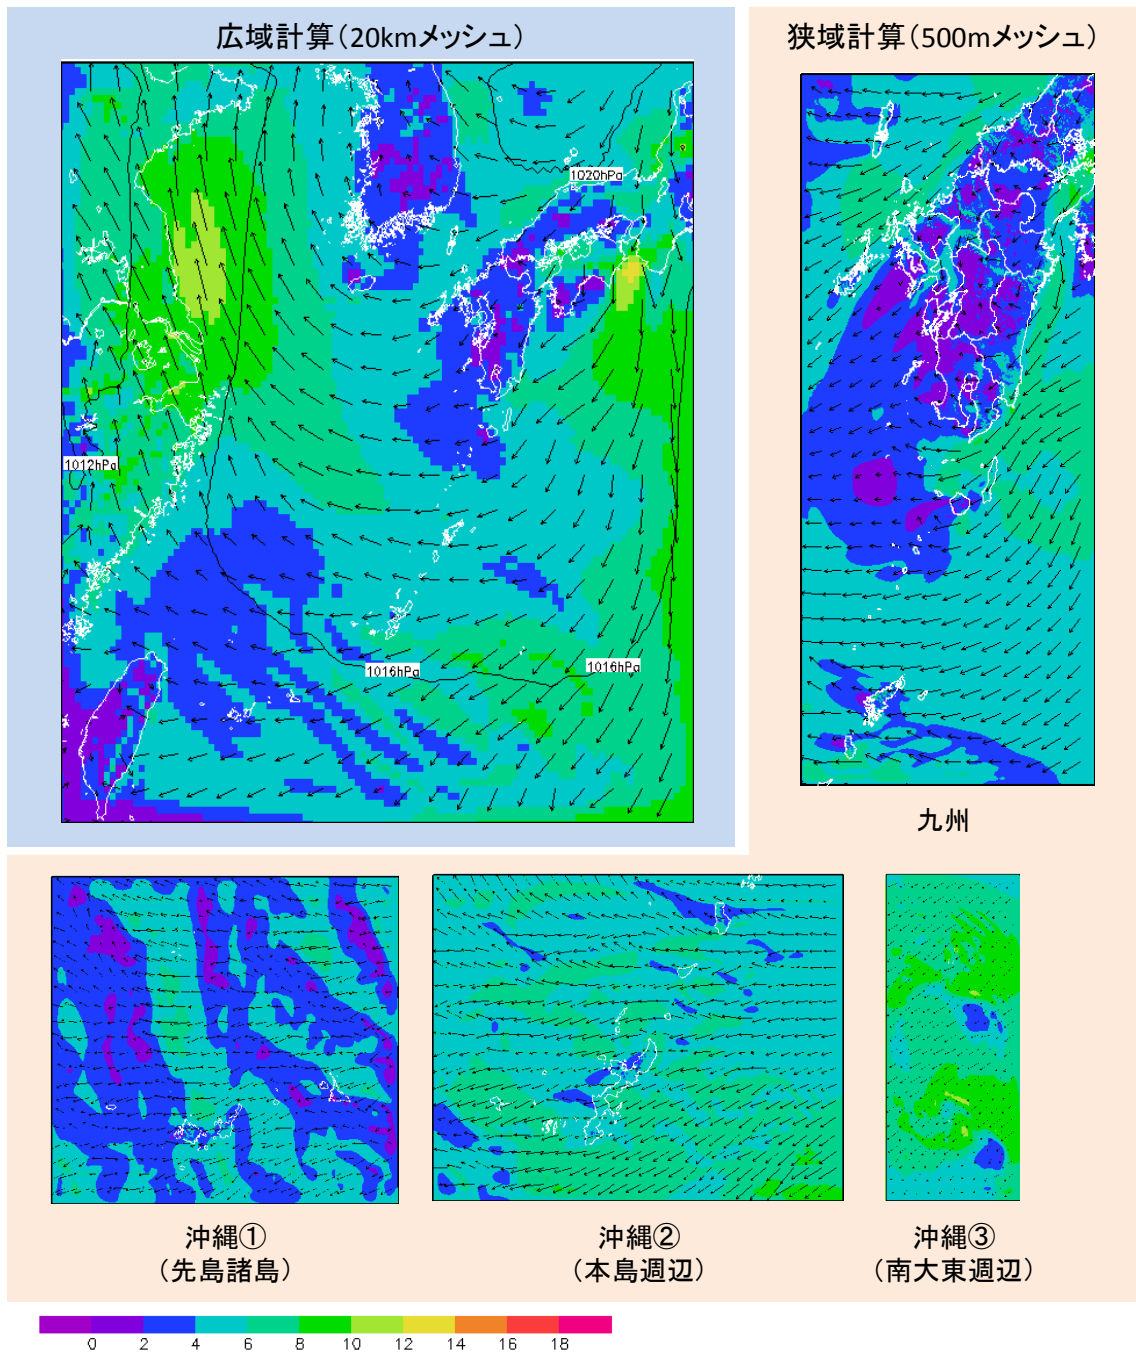 広域計算（20kmメッシュ）
狭域計算（500mメッシュ）
1020hPa
1012hPa
1016hPa
1016hPa
九州
沖縄①
（先島諸島）
沖縄②
（本島週辺）
沖縄③
（南大東週辺）
0 2 4 6 8 10 12 14 16 18